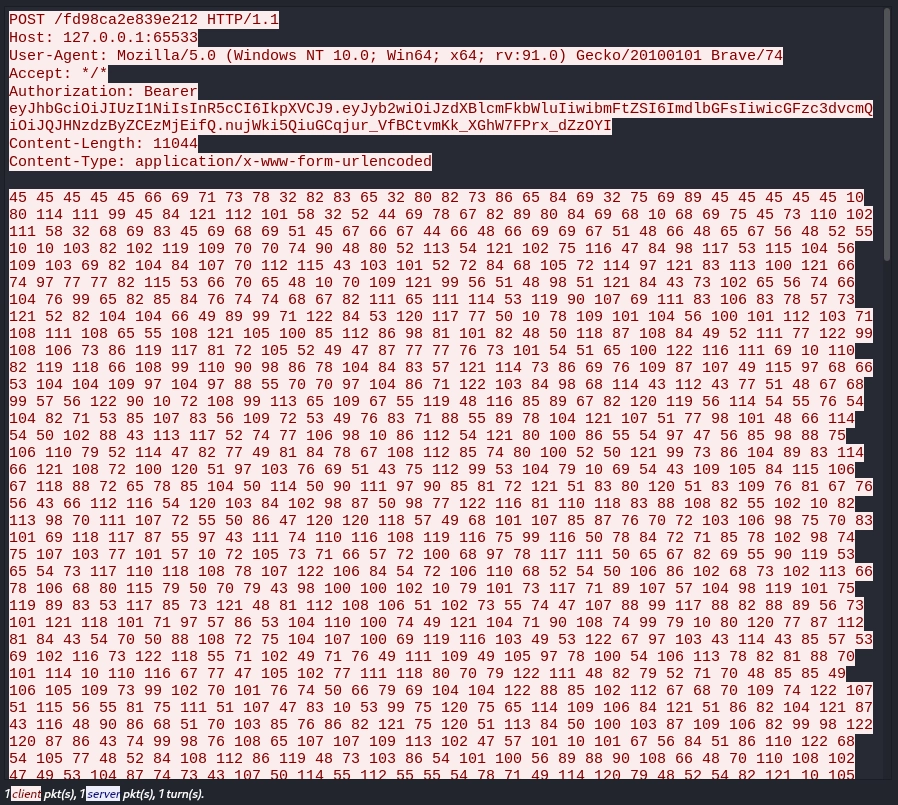 POST /fd98ca2e839e212 HTTP/1.1
Host: 127.0.0.1:65533
User-Agent: Mozilla/5.0 (Windows NT 10.0; Win64; x64; rv:91.0) Gecko/20100101 Brave/74
Accept: */*
Authorization: Bearer
eyJhbGciOiJIUzI1NiIsInR5cCI6IkpXVCJ9.eyJyb2wiOiJzdXBlcmFkbWluIiwibmFtZSI6ImdlbGFsIiwicGFzc3dvcmQ
iOiJQJHNzdzByZCEzMjEifQ.nujWki5QiuGCqjur_VfBCtvmKk_XGhW7FPrx_dZzOYI
Content-Length: 11044
Content-Type: application/x-www-form-urlencoded
45 45 45 45 45 66 69 71 73 78 32 82 83 65 32 80 82 73 86 65 84 69 32 75 69 89 45 45 45 45 45 10
80 114 111 99 45 84 121 112 101 58 32 52 44 69 78 67 82 89 80 84 69 68 10 68 69 75 45 73 110 102
111 58 32 68 69 83 45 69 68 69 51 45 67 66 67 44 66 48 66 69 69 67 51 48 66 48 65 67 56 48 52 55
10 10 103 82 102 119 109 70 70 74 90 48 80 52 113 54 121 102 75 116 47 84 98 117 53 115 104 56
109 103 69 82 104 84 107 70 112 115 43 103 101 52 72 84 68 105 72 114 97 121 83 113 100 121 66
74 97 77 77 82 115 53 66 70 65 48 10 70 109 121 99 56 51 48 98 51 121 84 43 73 102 65 56 74 66
104 76 99 65 82 85 84 76 74 74 68 67 82 111 65 111 114 53 119 90 107 69 111 83 106 83 78 57 73
121 52 82 104 104 66 49 89 99 71 122 84 53 120 117 77 50 10 78 109 101 104 56 100 101 112 103 71
108 111 108 65 55 108 121 105 100 85 112 86 98 81 101 82 48 50 118 87 108 84 49 52 111 77 122 99
108 106 73 86 119 117 81 72 105 52 49 47 87 77 77 76 73 101 54 51 65 100 122 116 111 69 10 110
82 119 118 66 108 99 110 90 98 86 78 104 84 83 57 121 114 73 86 69 76 109 87 107 49 115 97 68 66
53 104 104 109 97 104 97 88 55 70 70 97 104 86 71 122 103 84 98 68 114 43 112 43 77 51 48 67 68
99 57 56 122 90 10 72 108 99 113 65 109 67 55 119 48 116 85 89 67 82 120 119 56 114 54 55 76 54
104 82 71 53 85 107 83 56 109 72 53 49 76 83 71 88 55 89 78 104 121 107 51 77 98 101 48 66 114
54 50 102 88 43 113 117 52 74 77 106 98 10 86 112 54 121 80 100 86 55 54 97 47 56 85 98 88 75
106 110 79 52 114 47 82 77 49 81 84 78 67 108 112 85 74 80 100 52 50 121 99 73 86 104 89 83 114
66 121 108 72 100 120 51 97 103 76 69 51 43 75 112 99 53 104 79 10 69 54 43 109 105 84 115 106
67 118 88 72 65 78 85 104 50 114 50 90 111 97 90 85 81 72 121 51 83 80 120 51 83 109 76 81 67 76
56 43 66 112 116 54 120 103 84 102 98 87 50 98 77 122 116 81 110 118 83 88 108 82 55 102 10 82
113 98 70 111 107 72 55 50 86 47 120 120 118 57 49 68 101 107 85 87 76 70 72 103 106 98 75 70 83
101 69 118 117 87 55 97 43 111 74 110 116 108 119 116 75 99 116 50 78 84 72 71 85 78 102 98 74
75 107 103 77 101 57 10 72 105 73 71 66 57 72 100 68 97 78 117 111 50 65 67 82 69 55 90 119 53
65 54 73 117 110 118 108 78 107 122 106 84 54 72 106 110 68 52 54 50 106 86 102 68 73 102 113 66
78 106 68 80 115 79 50 70 79 43 98 100 100 102 10 79 101 73 117 71 89 107 57 104 98 119 101 75
119 89 83 53 117 85 73 121 48 81 112 108 106 51 102 73 55 74 47 107 88 99 117 88 82 88 89 56 73
101 121 118 101 71 97 57 86 53 104 110 100 74 49 121 104 71 90 108 74 99 79 10 80 120 77 87 112
81 84 43 54 70 50 88 108 72 75 104 107 100 69 119 116 103 49 53 122 67 97 103 43 114 43 85 57 53
69 102 116 73 122 118 55 71 102 49 71 76 49 111 109 49 105 97 78 100 54 106 113 78 82 81 88 70
101 114 10 110 116 67 77 47 105 102 77 111 118 80 70 79 122 111 48 82 79 52 71 70 48 85 85 49
106 105 109 73 99 102 70 101 76 74 50 66 79 69 104 104 122 88 85 102 112 67 68 70 109 74 122 107
51 115 56 55 81 75 111 51 107 47 83 10 53 99 75 120 75 65 114 109 106 84 121 51 86 82 104 121 87
43 116 48 90 86 68 51 70 103 85 76 86 82 121 75 120 51 113 84 50 100 103 87 109 106 82 99 98 122
120 87 86 43 74 99 98 76 108 65 107 107 109 113 102 47 57 101 10 101 67 56 84 51 86 110 122 68
54 105 77 48 52 84 108 112 86 119 48 73 103 86 54 101 100 56 89 88 90 108 66 48 70 110 108 102
47 49 53 104 87 74 73 43 107 50 114 55 112 55 55 54 78 71 49 114 120 79 48 52 54 82 121 10 105
1 client pkt(s), 1 server pkt(s), 1 turn(s).